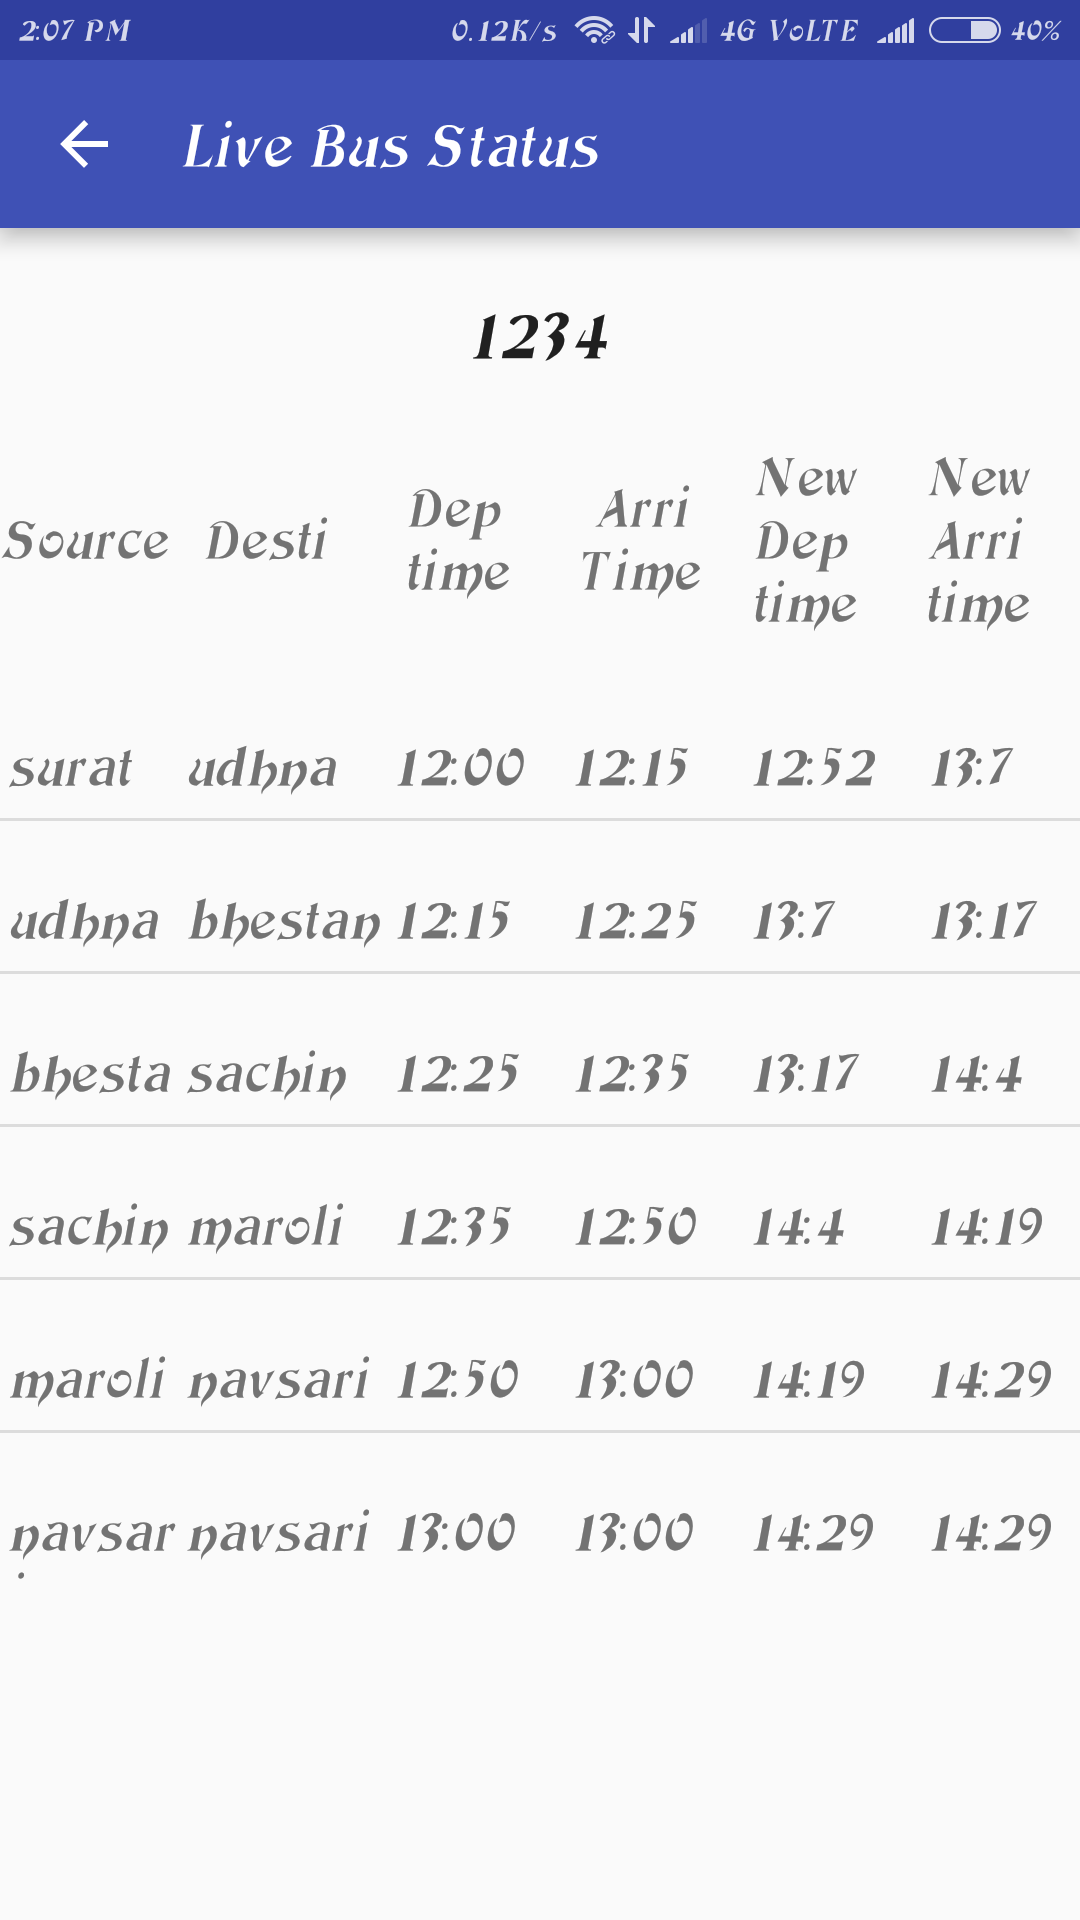 2:07 PM 0.12K/s 4G VoLTE 40%
Live Bus Status
1234
Source Desti Dep time Arri Time New Dep time New Arri time
surat udhna 12:00 12:15 12:52 13:7
udhna bhestan 12:15 12:25 13:7 13:17
bhesta sachin 12:25 12:35 13:17 14:4
sachin maroli 12:35 12:50 14:4 14:19
maroli navsari 12:50 13:00 14:19 14:29
navsar navsari 13:00 13:00 14:29 14:29